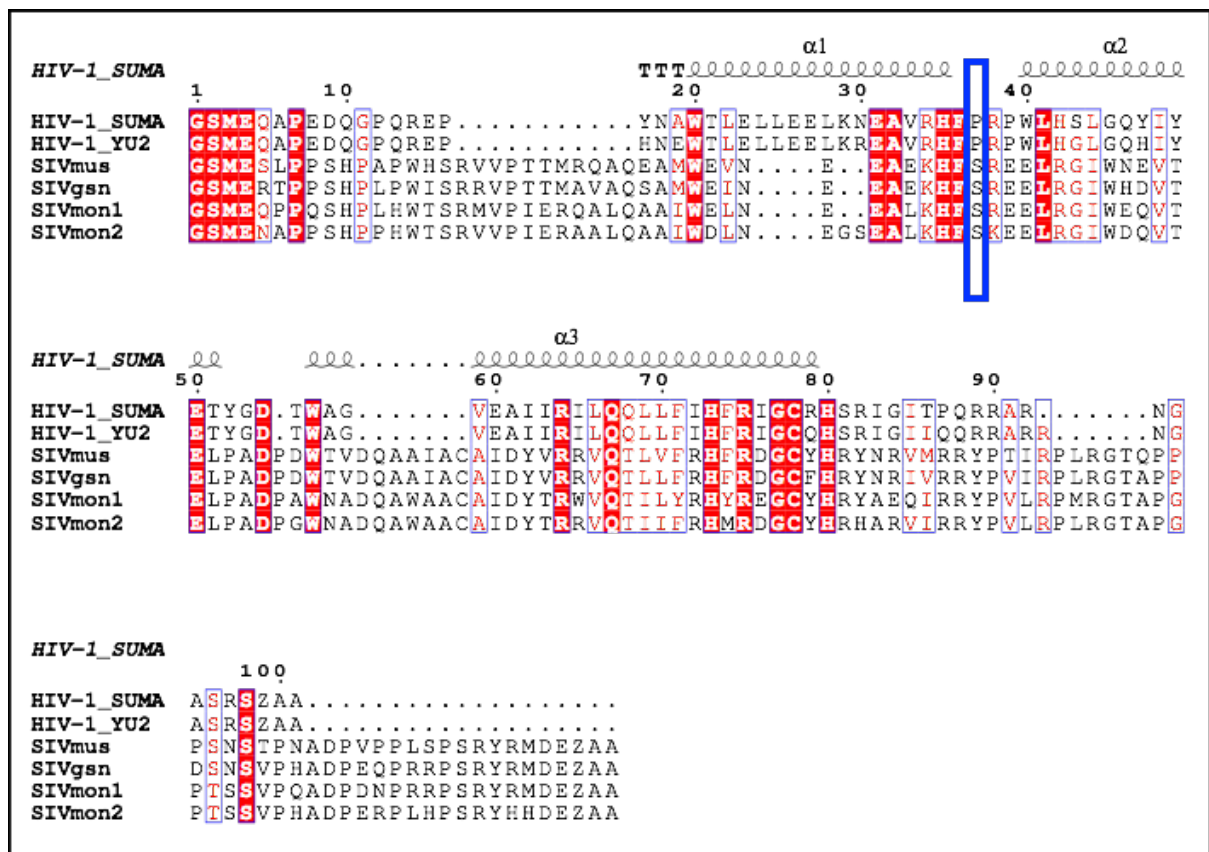 α1 α2
HIV-1_SUMA TTT
1 10 20 30 40
HIV-1_SUMA GSMEQAPEDQGPQREP...........YNAWTLELLEELKNEAVRHFPRPWLHSLGQYIY
HIV-1_YU2 GSMEQAPEDQGPQREP...........HNEWTLELLEELKREAVRHFPRPWLHGLGQHIY
SIVmus GSMESLPPSHPAPWHSRVVPTTMRQAQEAMWEVN....E..EAEKHFSREELRGIWNEVT
SIVgsn GSMERTPPSHPLPWISRRVPTTMAVAQSAMWEIN....E..EAEKHFSREELRGIWHDVT
SIVmon1 GSMEQPPQSHPLHWTSRMVPIERQALQAAIWELN....E..EALKHFSREELRGIWEQVT
SIVmon2 GSMENAPPSHPPHWTSRMVPIERAALQAAIWDLN....EGSEALKHFSKEELRGIWDQVT
α3
HIV-1_SUMA .......
50 60 70 80 90
HIV-1_SUMA ETYGD.TWAG.......VEAIIRILQQLLFIHFRIGCRHSRIGITPQRRAR.......NG
HIV-1_YU2 ETYGD.TWAG.......VEAIIRILQQLLFIHFRIGCQHSRIGIIQQRRARR......NG
SIVmus ELPADPDWTVDQAAIACAIDYVRRVQTLVFRHFRDGCYHRYNRVMRRYPTIRPLRGTQPP
SIVgsn ELPADPDWTVDQAAIACAIDYVRRVQTLVFRHFRDGCFHRYNRIVRRYPVIRPLRGTAPP
SIVmon1 ELPADPAWNADQAWAACAIDYTRWVQTILYRHYREGCYHRYAEQIRRYPVLRPMRGTAPG
SIVmon2 ELPADPGWNADQAWAACAIDYTRRVQTIIFRHMRDGCYHRHARVIRRYPVLRPLRGTAPG
HIV-1_SUMA
100
HIV-1_SUMA ASRSZAA...................
HIV-1_YU2 ASRSZAA...................
SIVmus PSNSTPNADPVPPLSPSRYRMDEZAA
SIVgsn DSNSVPHADPEQPRRPSRYRMDEZAA
SIVmon1 PTSSVPQADPDNPRRPSRYRMDEZAA
SIVmon2 PTSSVPHADPERPLHPSRYHHDEZAA